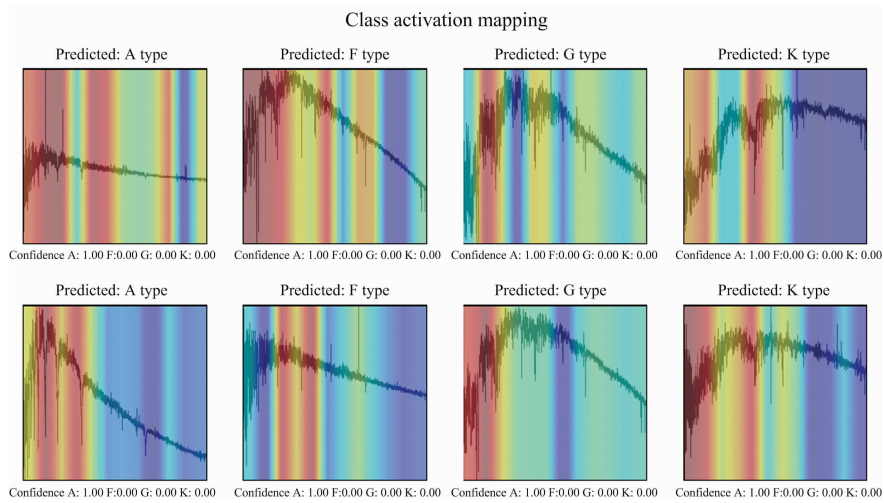 Class activation mapping
Predicted: A type Predicted: F type Predicted: G type Predicted: K type
Confidence A: 1.00 F:0.00 G: 0.00 K: 0.00 Confidence A: 1.00 F:0.00 G: 0.00 K: 0.00 Confidence A: 1.00 F:0.00 G: 0.00 K: 0.00 Confidence A: 1.00 F:0.00 G: 0.00 K: 0.00
Predicted: A type Predicted: F type Predicted: G type Predicted: K type
Confidence A: 1.00 F:0.00 G: 0.00 K: 0.00 Confidence A: 1.00 F:0.00 G: 0.00 K: 0.00 Confidence A: 1.00 F:0.00 G: 0.00 K: 0.00 Confidence A: 1.00 F:0.00 G: 0.00 K: 0.00